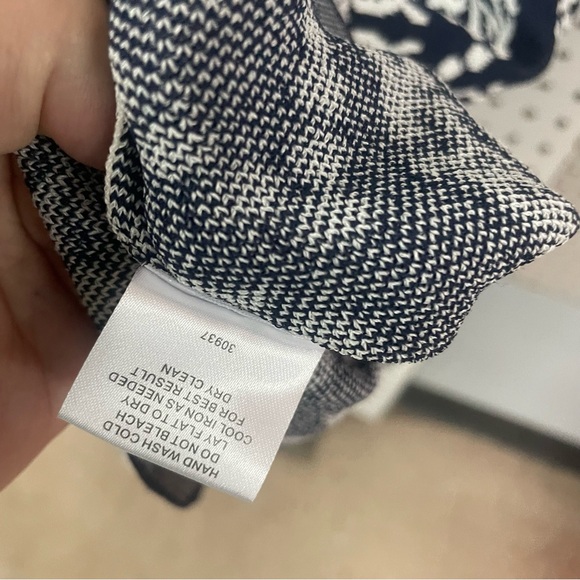 HAND WASH COLD
DO NOT BLEACH
LAY FLAT TO DRY
COOL IRON AS NEEDED
FOR BEST RESULT
DRY CLEAN
30937